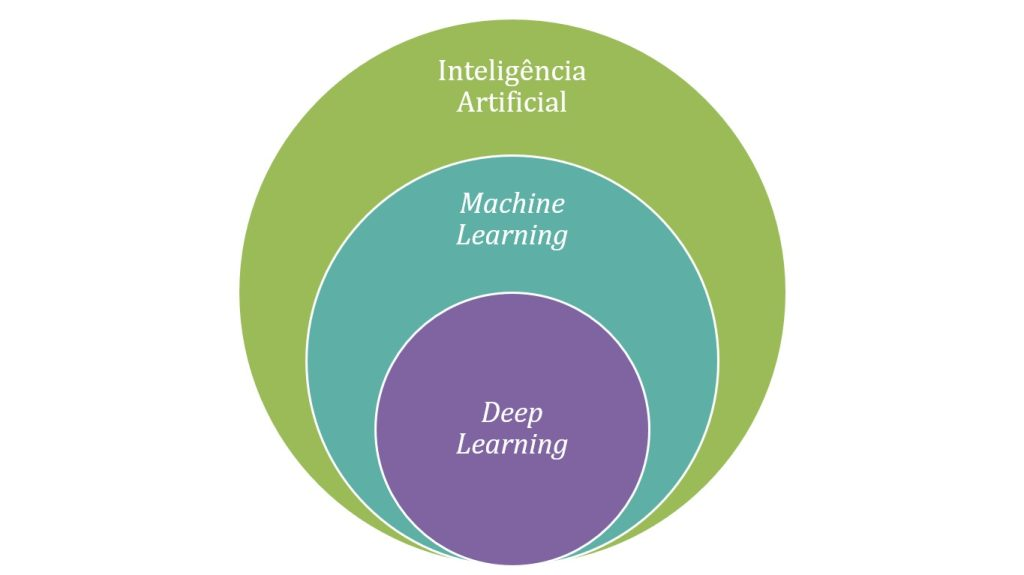 Inteligência
Artificial
Machine
Learning
Deep
Learning